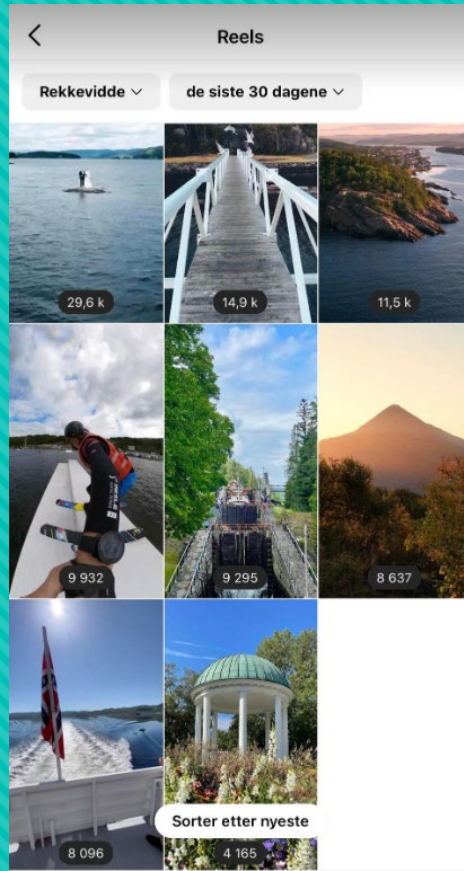 Reels
Rekkevidde
de siste 30 dagene
29,6 k
14,9 k
11,5 k
9 932
9 295
8 637
Sorter etter nyeste
8 096
4 165